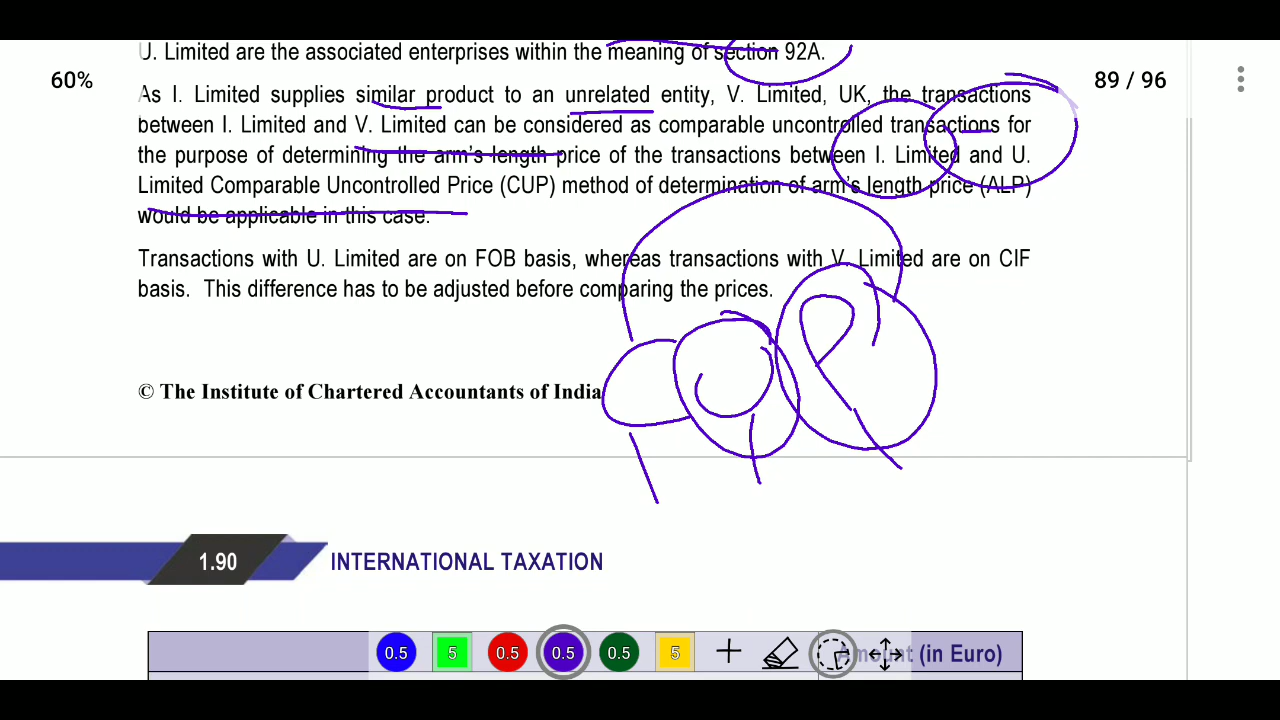 U. Limited are the associated enterprises within the meaning of section 92A.
60%
89 / 96
As I. Limited supplies similar product to an unrelated entity, V. Limited, UK, the transactions
between I. Limited and V. Limited can be considered as comparable uncontrolled transactions for
the purpose of determining the arm's length price of the transactions between I. Limited and U.
Limited Comparable Uncontrolled Price (CUP) method of determination of arm's length price (ALP)
would be applicable in this case.
Transactions with U. Limited are on FOB basis, whereas transactions with V. Limited are on CIF
basis. This difference has to be adjusted before comparing the prices.
© The Institute of Chartered Accountants of India
1.90 INTERNATIONAL TAXATION
0.5 5 0.5 0.5 0.5 5
(in Euro)